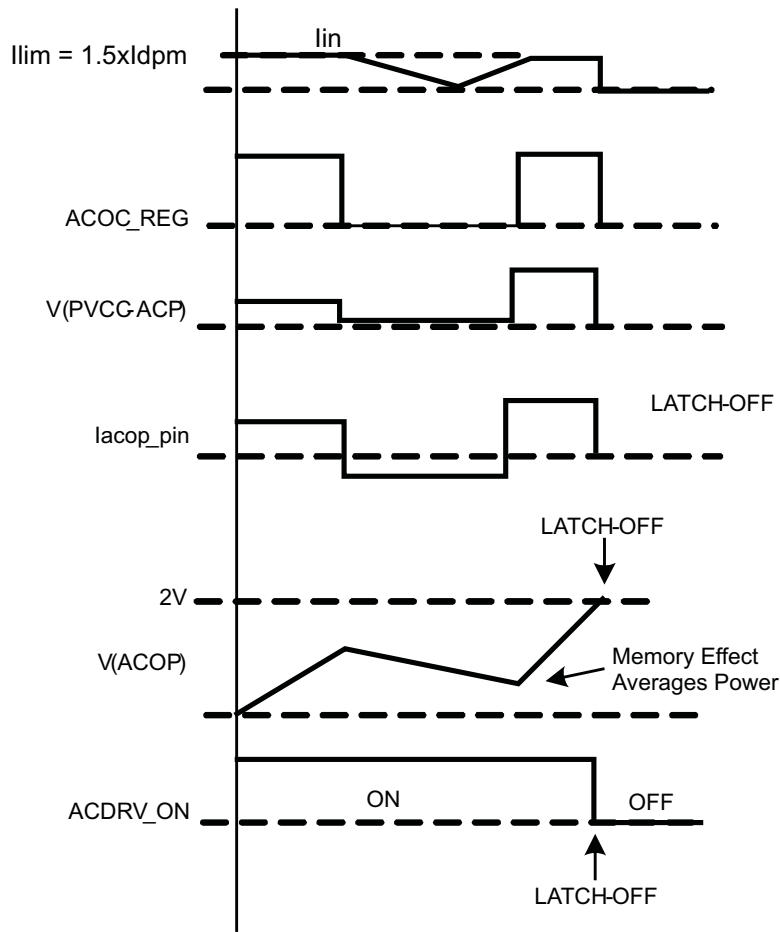 Iin
Ilim = 1.5xIdpm
ACOC_REG
V(PVCC-ACP)
LATCH-OFF
Iacop_pin
LATCH-OFF
2V
V(ACOP)
Memory Effect
Averages Power
ON
OFF
ACDRV_ON
LATCH-OFF